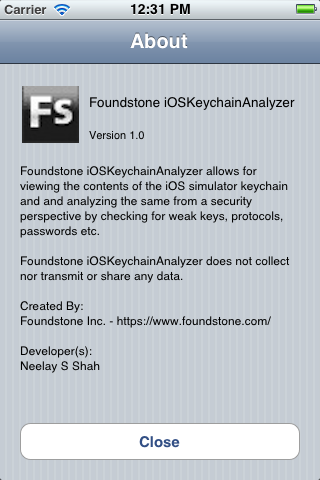 Carrier 12:31 PM
About
Fs
Foundstone iOSKeychainAnalyzer
Version 1.0
Foundstone iOSKeychainAnalyzer allows for
viewing the contents of the iOS simulator keychain
and and analyzing the same from a security
perspective by checking for weak keys, protocols,
passwords etc.
Foundstone iOSKeychainAnalyzer does not collect
nor transmit or share any data.
Created By:
Foundstone Inc. - https://www.foundstone.com/
Developer(s):
Neelay S Shah
Close